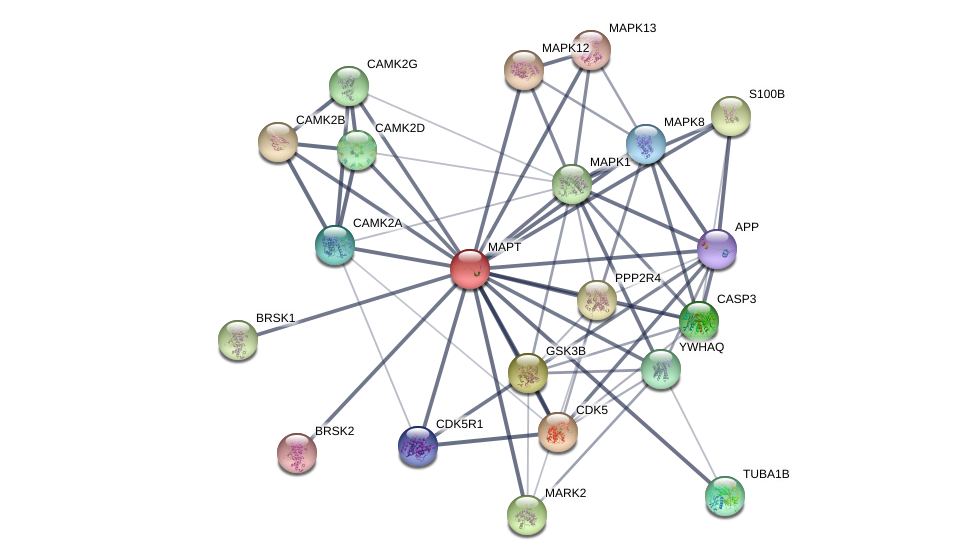 MAPK13
MAPK12
CAMK2G
S100B
CAMK2B
CAMK2D
MAPK8
MAPK1
CAMK2A
APP
MAPT
PPP2R4
CASP3
BRSK1
GSK3B
YWHAQ
CDK5
CDK5R1
BRSK2
TUBA1B
MARK2